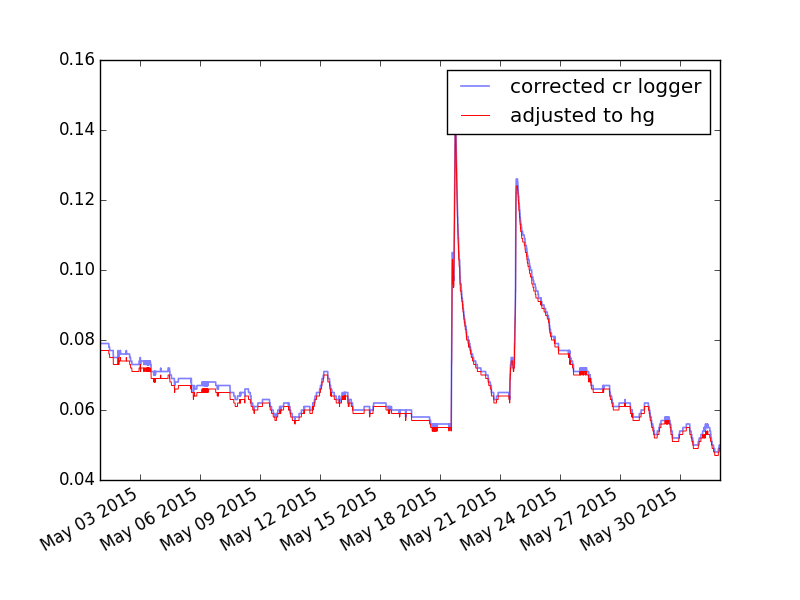 0.16
0.14
0.12
0.10
0.08
0.06
0.04
corrected cr logger
adjusted to hg
May 03 2015
May 06 2015
May 09 2015
May 12 2015
May 15 2015
May 18 2015
May 21 2015
May 24 2015
May 27 2015
May 30 2015